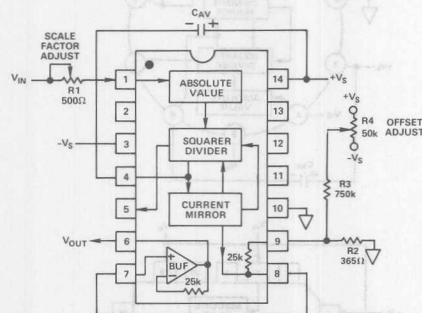 CAV
SCALE
FACTOR
ADJUST
VIN
R1
500Ω
1
2
3
4
5
6
7
-VS
VOUT
ABSOLUTE
VALUE
SQUARER
DIVIDER
CURRENT
MIRROR
BUF
25k
25k
14
13
12
11
10
9
8
+VS
+VS
R4
50k
-VS
OFFSET
ADJUST
R3
750k
R2
365Ω